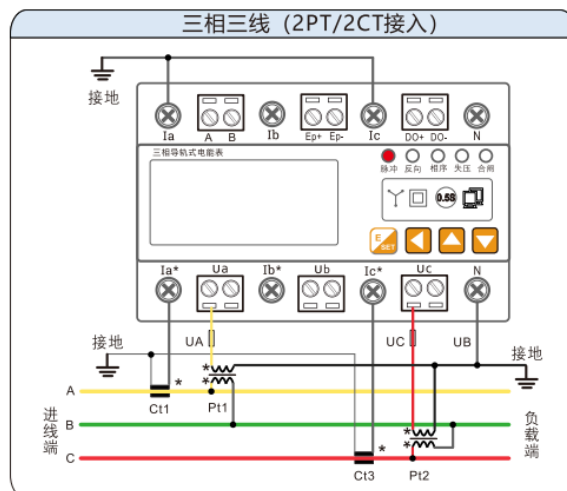 三相三线（2PT/2CT接入）
接地
Ia A B Ib Ep+ Ep- Ic DO+ DO- N
三相导轨式电能表
脉冲 反向 相序 失压 合闸
0.5S
E/SET
Ia* Ua Ib* Ub Ic* Uc N
接地 UA UC UB 接地
* * *
A
Ct1 Pt1
进线端
B
负载端
* * *
C
Ct3 Pt2